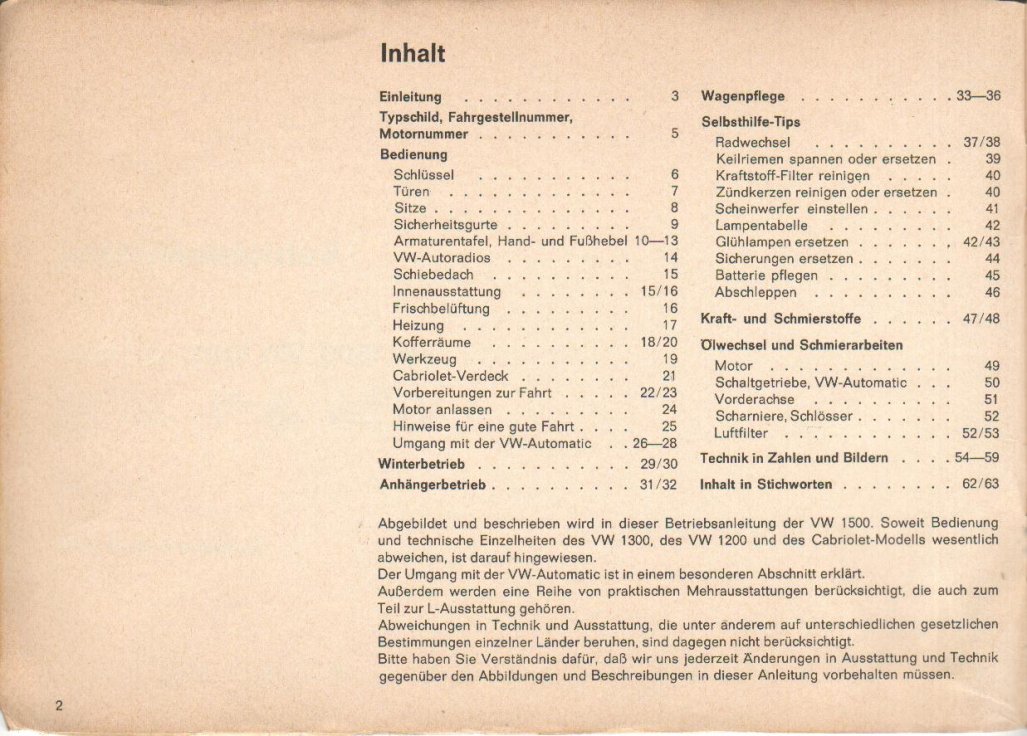 Inhalt
Einleitung . . . . . . . . . . . . 3
Typschild, Fahrgestellnummer,
Motornummer . . . . . . . . . . . 5
Bedienung
Schlüssel . . . . . . . . . . . 6
Türen . . . . . . . . . . . . . 7
Sitze . . . . . . . . . . . . . . 8
Sicherheitsgurte . . . . . . . . . 9
Armaturentafel, Hand- und Fußhebel 10—13
VW-Autoradios . . . . . . . . . 14
Schiebedach . . . . . . . . . . 15
Innenausstattung . . . . . . . . 15/16
Frischbelüftung . . . . . . . . . 16
Heizung . . . . . . . . . . . . 17
Kofferräume . . . . . . . . . . 18/20
Werkzeug . . . . . . . . . . . 19
Cabriolet-Verdeck . . . . . . . . 21
Vorbereitungen zur Fahrt . . . . . 22/23
Motor anlassen . . . . . . . . . 24
Hinweise für eine gute Fahrt . . . . 25
Umgang mit der VW-Automatic . . 26—28
Winterbetrieb . . . . . . . . . . . 29/30
Anhängerbetrieb . . . . . . . . . . 31/32
Wagenpflege . . . . . . . . . . . 33—36
Selbsthilfe-Tips
Radwechsel . . . . . . . . . . 37/38
Keilriemen spannen oder ersetzen . 39
Kraftstoff-Filter reinigen . . . . . 40
Zündkerzen reinigen oder ersetzen . 40
Scheinwerfer einstellen . . . . . . 41
Lampentabelle . . . . . . . . . 42
Glühlampen ersetzen . . . . . . . 42/43
Sicherungen ersetzen . . . . . . . 44
Batterie pflegen . . . . . . . . . 45
Abschleppen . . . . . . . . . . 46
Kraft- und Schmierstoffe . . . . . . 47/48
Ölwechsel und Schmierarbeiten
Motor . . . . . . . . . . . . . 49
Schaltgetriebe, VW-Automatic . . . 50
Vorderachse . . . . . . . . . . 51
Scharniere, Schlösser . . . . . . . 52
Luftfilter . . . . . . . . . . . . 52/53
Technik in Zahlen und Bildern . . . . 54—59
Inhalt in Stichworten . . . . . . . . 62/63
Abgebildet und beschrieben wird in dieser Betriebsanleitung der VW 1500. Soweit Bedienung
und technische Einzelheiten des VW 1300, des VW 1200 und des Cabriolet-Modells wesentlich
abweichen, ist darauf hingewiesen.
Der Umgang mit der VW-Automatic ist in einem besonderen Abschnitt erklärt.
Außerdem werden eine Reihe von praktischen Mehrausstattungen berücksichtigt, die auch zum
Teil zur L-Ausstattung gehören.
Abweichungen in Technik und Ausstattung, die unter anderem auf unterschiedlichen gesetzlichen
Bestimmungen einzelner Länder beruhen, sind dagegen nicht berücksichtigt.
Bitte haben Sie Verständnis dafür, daß wir uns jederzeit Änderungen in Ausstattung und Technik
gegenüber den Abbildungen und Beschreibungen in dieser Anleitung vorbehalten müssen.
2